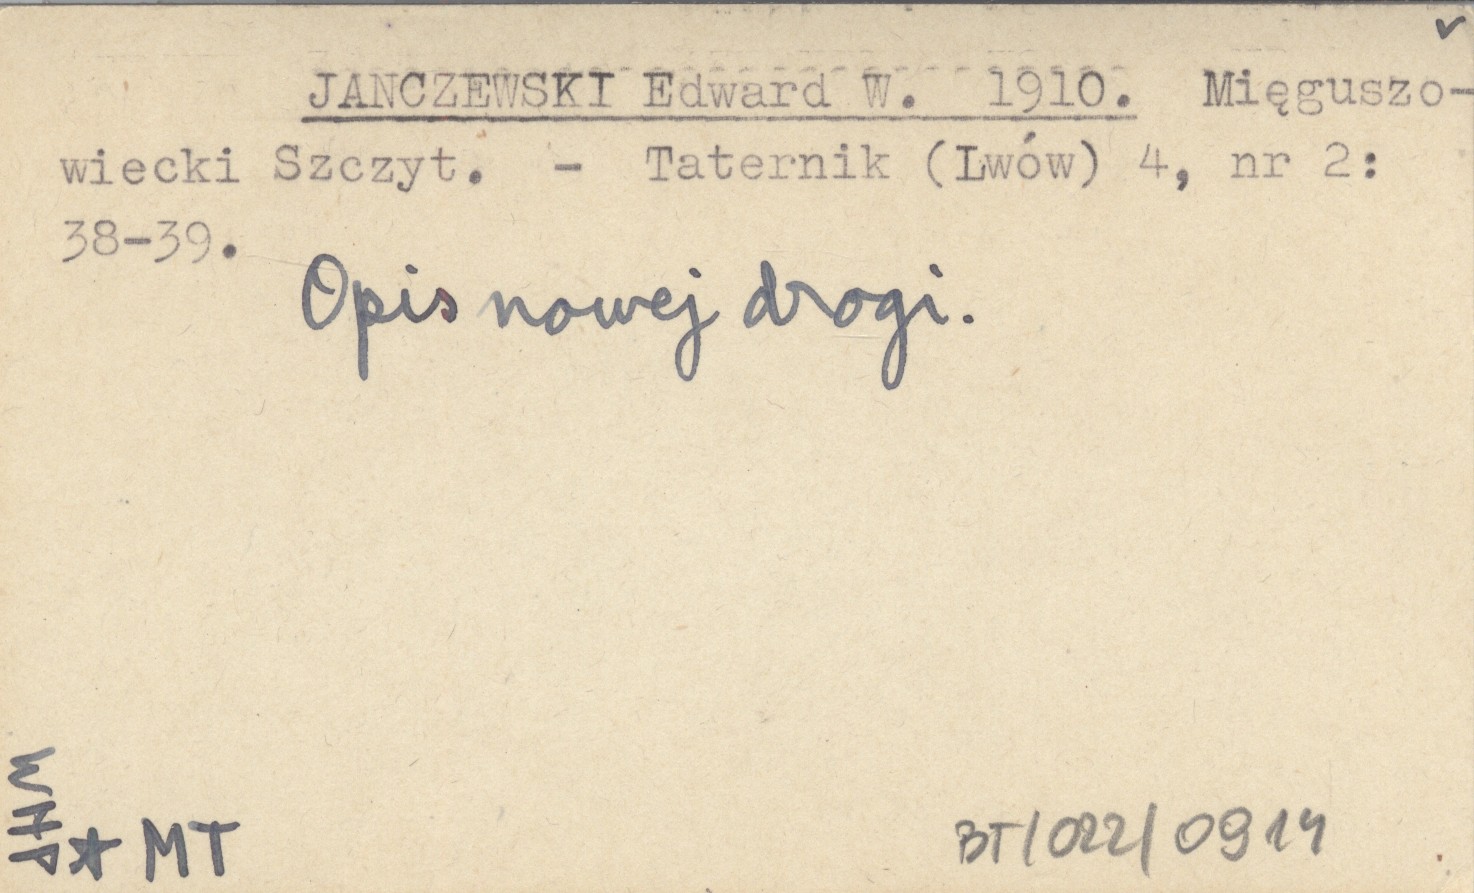 JANCZEWSKI Edward W. 1910. Mięguszo-
wiecki Szczyt. - Taternik (Lwów) 4, nr 2:
38-39.
Opis nowej drogi.
* MT
BT/022/0914